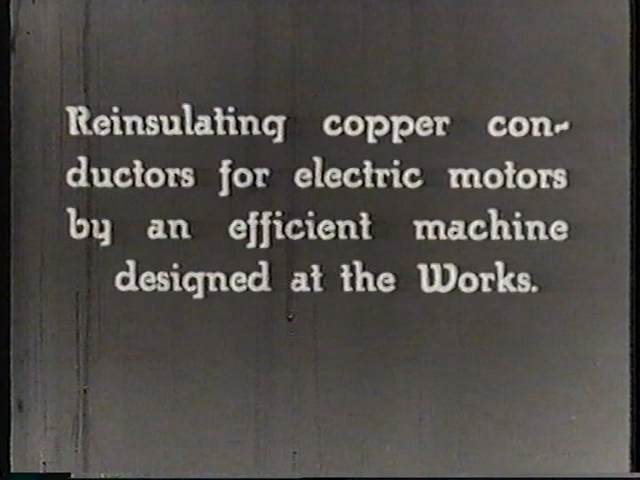 Reinsulating copper con-
ductors for electric motors
by an efficient machine
designed at the Works.